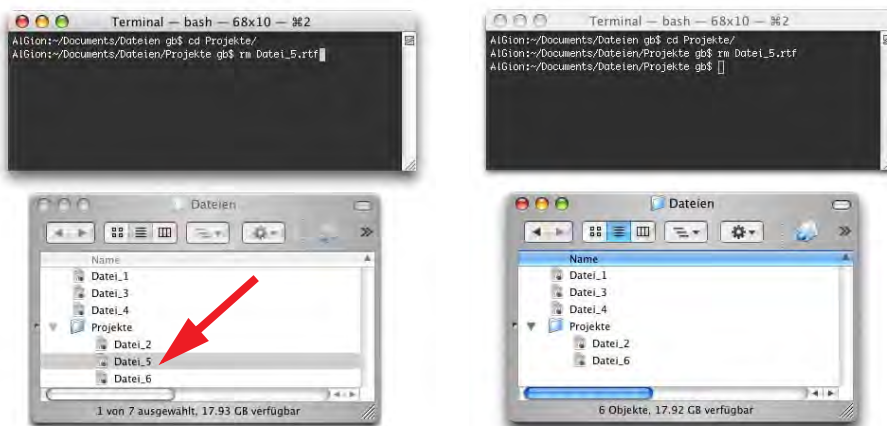 Terminal — bash — 68x10 — ⌘2
AlGion:~/Documents/Dateien gb$ cd Projekte/
AlGion:~/Documents/Dateien/Projekte gb$ rm Datei_5.rtf
Dateien
Name
Datei_1
Datei_3
Datei_4
Projekte
Datei_2
Datei_5
Datei_6
1 von 7 ausgewählt, 17.93 GB verfügbar
Terminal — bash — 68x10 — ⌘2
AlGion:~/Documents/Dateien gb$ cd Projekte/
AlGion:~/Documents/Dateien/Projekte gb$ rm Datei_5.rtf
AlGion:~/Documents/Dateien/Projekte gb$
Dateien
Name
Datei_1
Datei_3
Datei_4
Projekte
Datei_2
Datei_6
6 Objekte, 17.92 GB verfügbar